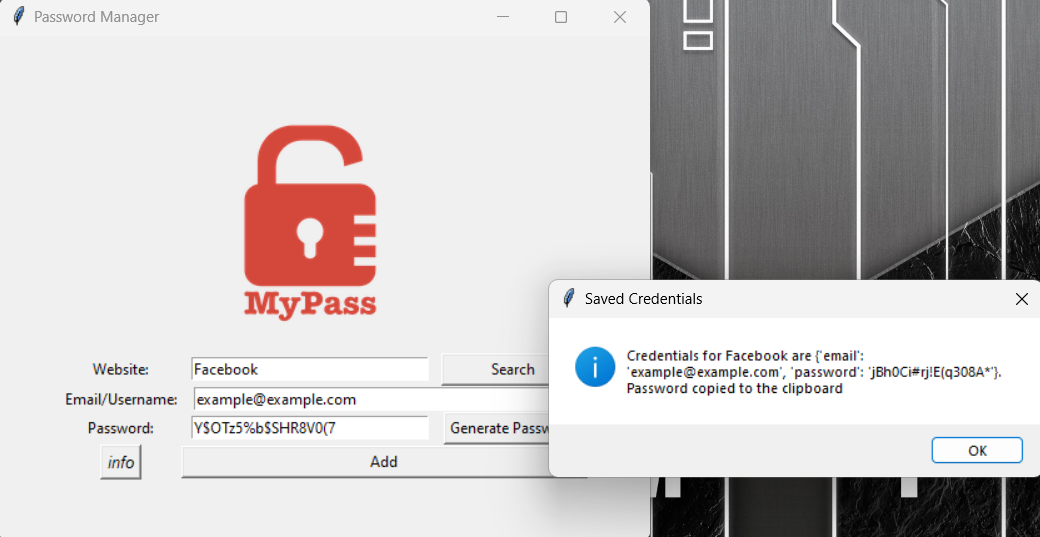 Password Manager
MyPass
Website:
Facebook
Search
Email/Username:
example@example.com
Password:
Y$OTz5%b$SHR8V0(7
Generate Passw
info
Add
Saved Credentials
Credentials for Facebook are {'email':
'example@example.com', 'password': 'jBh0Ci#rj!E(q308A*'}.
Password copied to the clipboard
OK